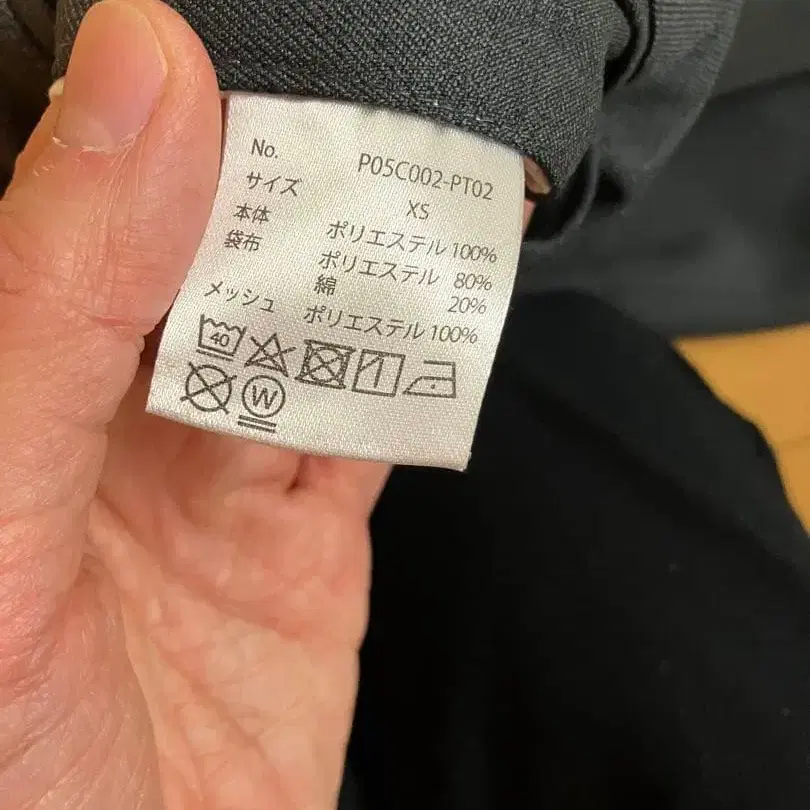 No. P05C002-PT02
サイズ XS
本体 ポリエステル 100%
袋布 ポリエステル 80%
綿 20%
メッシュ ポリエステル 100%
40
W